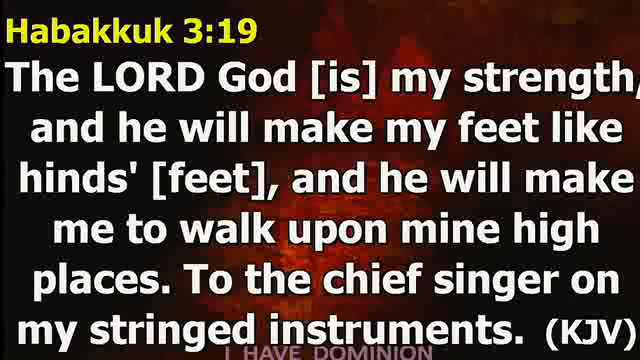 Habakkuk 3:19
The LORD God [is] my strength,
and he will make my feet like
hinds' [feet], and he will make
me to walk upon mine high
places. To the chief singer on
my stringed instruments. (KJV)
I HAVE DOMINION